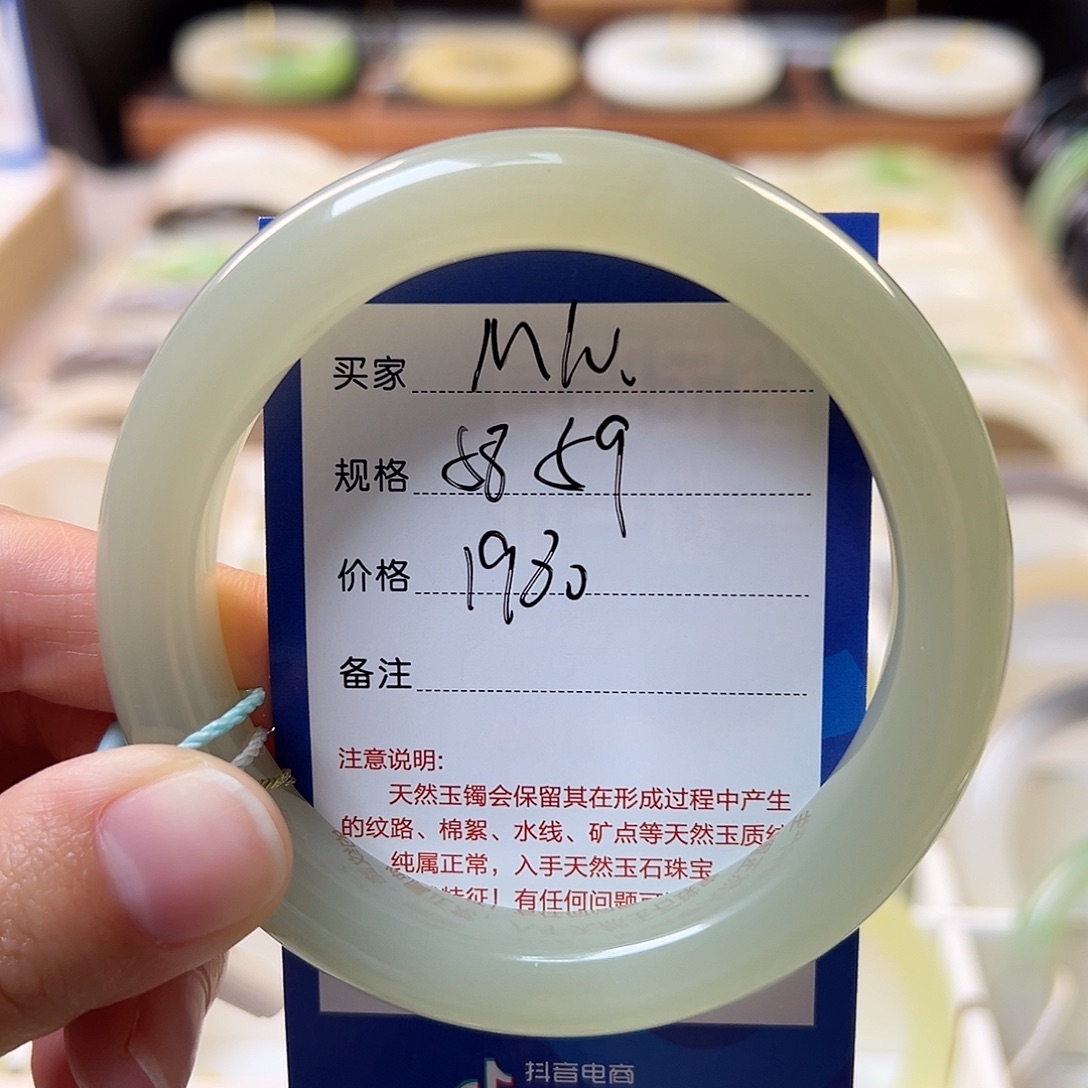 买家 MW.
规格 58 59
价格 1980
备注
注意说明:
天然玉镯会保留其在形成过程中产生
的纹路、棉絮、水线、矿点等天然玉质
纯属正常，入手天然玉石珠宝
特征！有任何问题
抖音电商